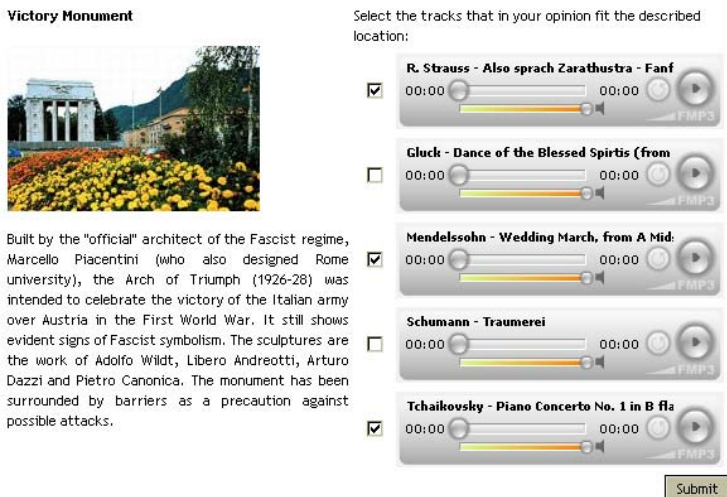 Victory Monument
Built by the "official" architect of the Fascist regime,
Marcello Piacentini (who also designed Rome
university), the Arch of Triumph (1926-28) was
intended to celebrate the victory of the Italian army
over Austria in the First World War. It still shows
evident signs of Fascist symbolism. The sculptures are
the work of Adolfo Wildt, Libero Andreotti, Arturo
Dazzi and Pietro Canonica. The monument has been
surrounded by barriers as a precaution against
possible attacks.
Select the tracks that in your opinion fit the described
location:
R. Strauss - Also sprach Zarathustra - Fanf
00:00 00:00
FMP3
Gluck - Dance of the Blessed Spirtis (from
00:00 00:00
FMP3
Mendelssohn - Wedding March, from A Mid:
00:00 00:00
FMP3
Schumann - Traumerei
00:00 00:00
FMP3
Tchaikovsky - Piano Concerto No. 1 in B fla
00:00 00:00
FMP3
Submit